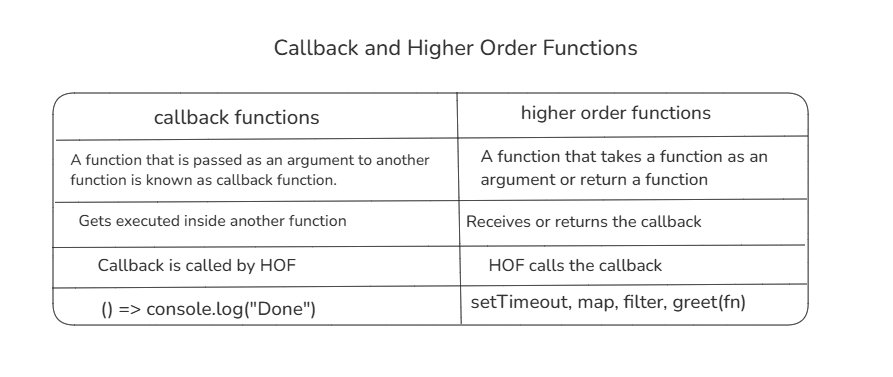 Callback and Higher Order Functions
callback functions
higher order functions
A function that is passed as an argument to another
function is known as callback function.
A function that takes a function as an
argument or return a function
Gets executed inside another function
Receives or returns the callback
Callback is called by HOF
HOF calls the callback
() => console.log("Done")
setTimeout, map, filter, greet(fn)